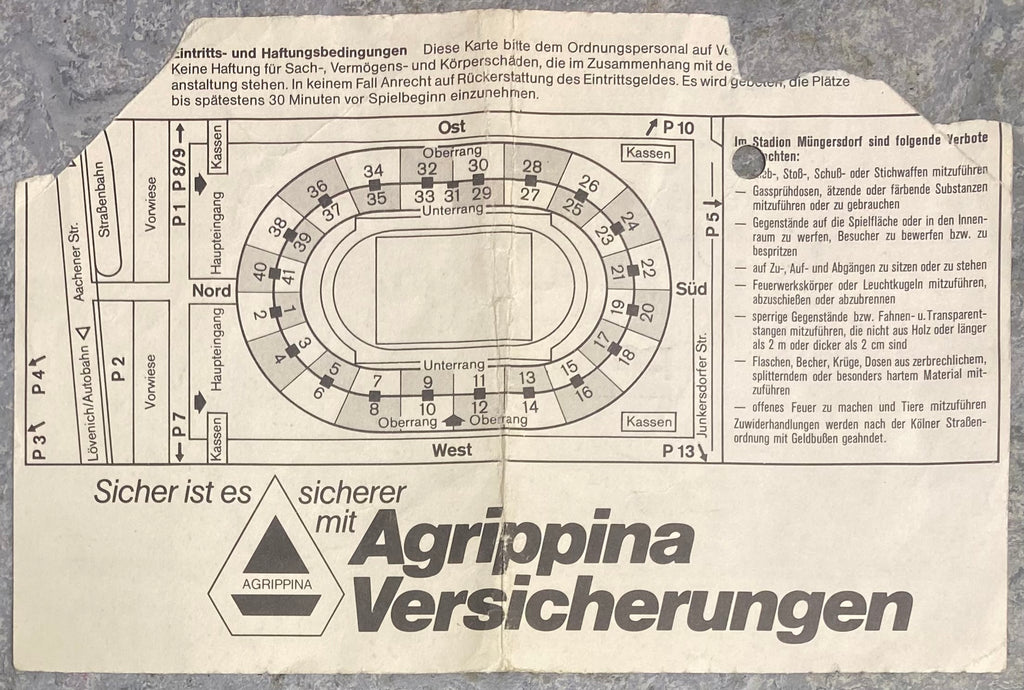 Eintritts- und Haftungsbedingungen Diese Karte bitte dem Ordnungspersonal auf
Keine Haftung für Sach-, Vermögens- und Körperschäden, die im Zusammenhang mit
anstaltung stehen. In keinem Fall Anrecht auf Rückerstattung des Eintrittsgeldes. Es wird gebeten, die Plätze
bis spätestens 30 Minuten vor Spielbeginn einzunehmen.
P3
P4
Lövenich/Autobahn
Aachener Str.
Straßenbahn
P2
Vorwiese
Vorwiese
P1 P8/9
P7
Kassen
Haupteingang
Haupteingang
Kassen
Ost
P 10
Kassen
Oberrang
34 32 30 28
36 26
35 33 31 29 27
37 25
Unterrang
38 24
39 23
40 22
41 21
Nord
Süd
1 19
2 20
3 17
4 18
Unterrang
5 15
6 16
7 9 11 13
8 10 12 14
Oberrang Oberrang
Kassen
West
P 13
P 5
Junkersdorfer Str.
Im Stadion Müngersdorf sind folgende Verbote
Stoß-, Schuß- oder Stichwaffen mitzuführen
— Gassprühdosen, ätzende oder färbende Substanzen
mitzuführen oder zu gebrauchen
— Gegenstände auf die Spielfläche oder in den Innen-
raum zu werfen, Besucher zu bewerfen bzw. zu
bespritzen
— auf Zu-, Auf- und Abgängen zu sitzen oder zu stehen
— Feuerwerkskörper oder Leuchtkugeln mitzuführen,
abzuschießen oder abzubrennen
— sperrige Gegenstände bzw. Fahnen- u. Transparent-
stangen mitzuführen, die nicht aus Holz oder länger
als 2 m oder dicker als 2 cm sind
— Flaschen, Becher, Krüge, Dosen aus zerbrechlichem,
splitterndem oder besonders hartem Material mit-
zuführen
— offenes Feuer zu machen und Tiere mitzuführen
Zuwiderhandlungen werden nach der Kölner Straßen-
ordnung mit Geldbußen geahndet.
Sicher ist es sicherer
mit Agrippina
Versicherungen
AGRIPPINA